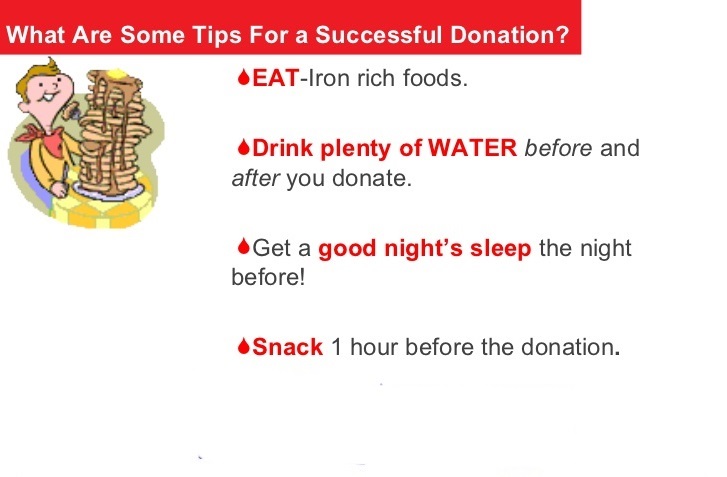 What Are Some Tips For a Successful Donation?
EAT-Iron rich foods.
Drink plenty of WATER before and
after you donate.
Get a good night’s sleep the night
before!
Snack 1 hour before the donation.